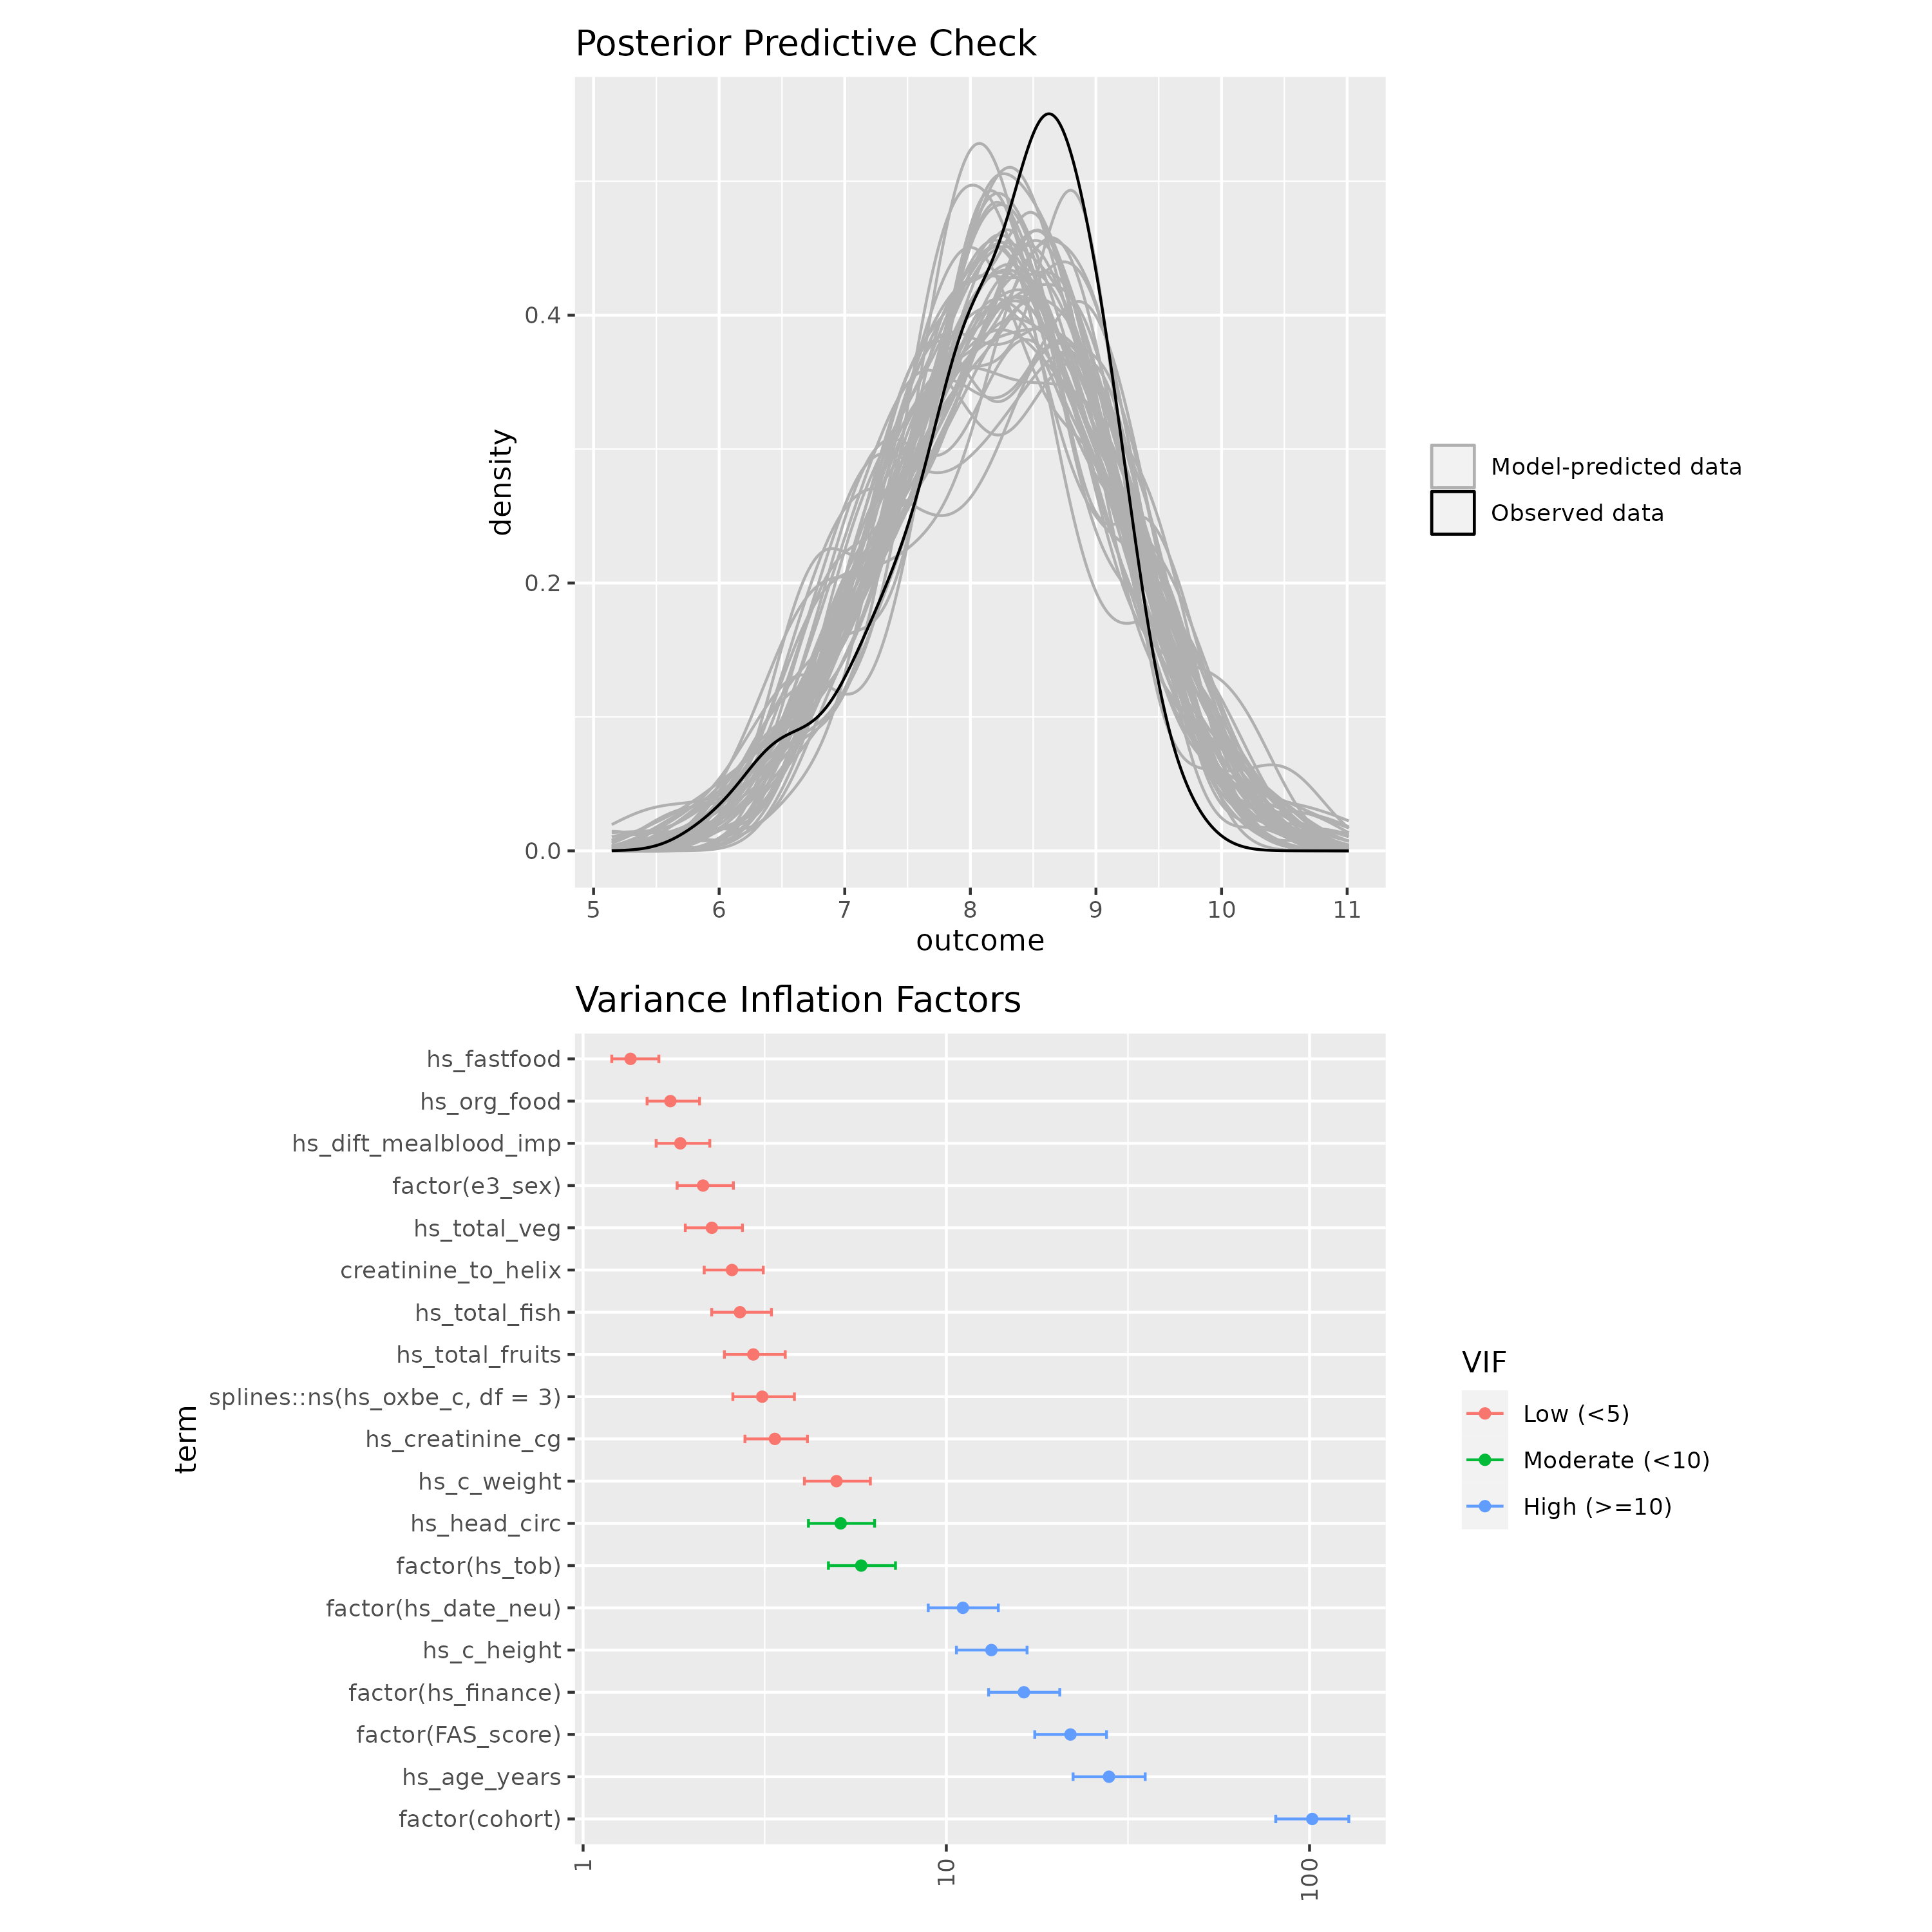 Posterior Predictive Check
density
0.4
0.2
0.0
5 6 7 8 9 10 11
outcome
Model-predicted data
Observed data
Variance Inflation Factors
term
hs_fastfood
hs_org_food
hs_dift_mealblood_imp
factor(e3_sex)
hs_total_veg
creatinine_to_helix
hs_total_fish
hs_total_fruits
splines::ns(hs_oxbe_c, df = 3)
hs_creatinine_cg
hs_c_weight
hs_head_circ
factor(hs_tob)
factor(hs_date_neu)
hs_c_height
factor(hs_finance)
factor(FAS_score)
hs_age_years
factor(cohort)
1 10 100
VIF
Low (<5)
Moderate (<10)
High (>=10)